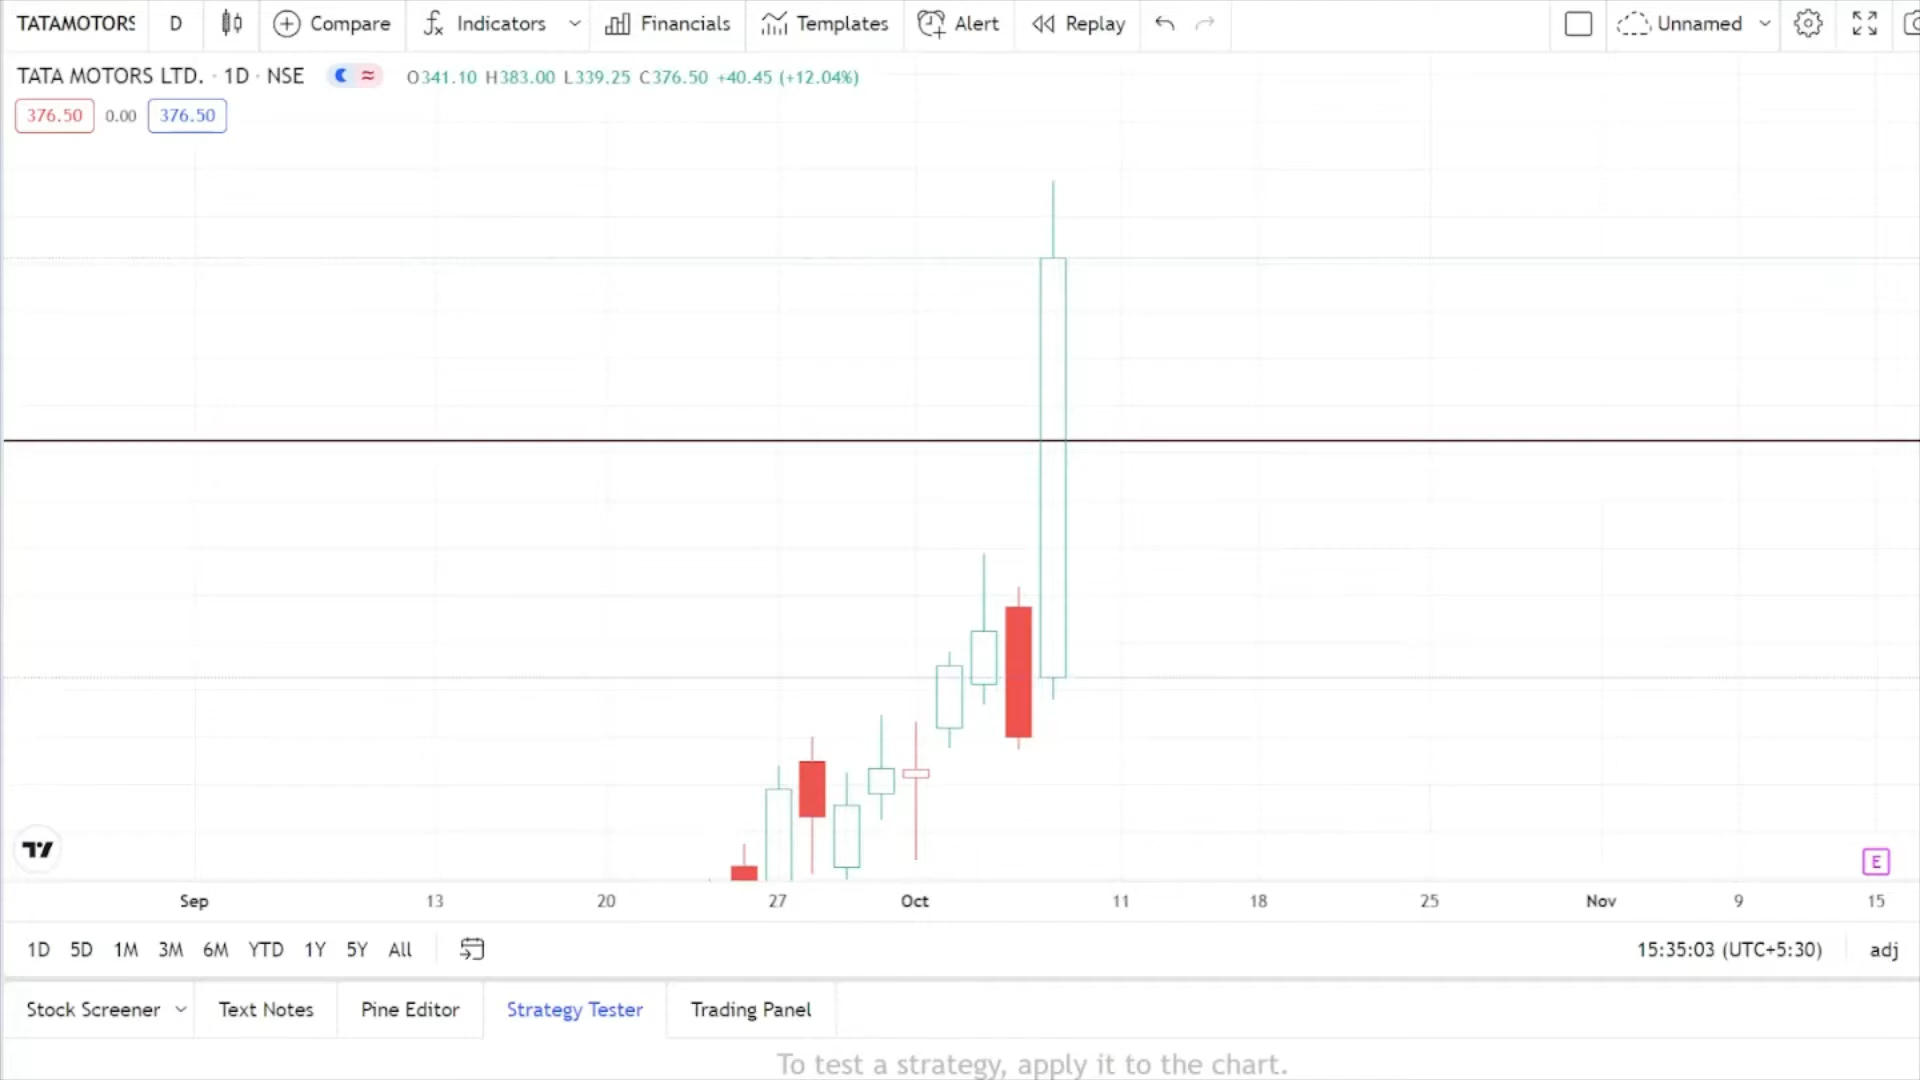 TATAMOTORS D Compare Indicators Financials Templates Alert Replay Unnamed
TATA MOTORS LTD. · 1D · NSE O341.10 H383.00 L339.25 C376.50 +40.45 (+12.04%)
376.50 0.00 376.50
E
Sep 13 20 27 Oct 11 18 25 Nov 9 15
1D 5D 1M 3M 6M YTD 1Y 5Y All 15:35:03 (UTC+5:30) adj
Stock Screener Text Notes Pine Editor Strategy Tester Trading Panel
To test a strategy, apply it to the chart.